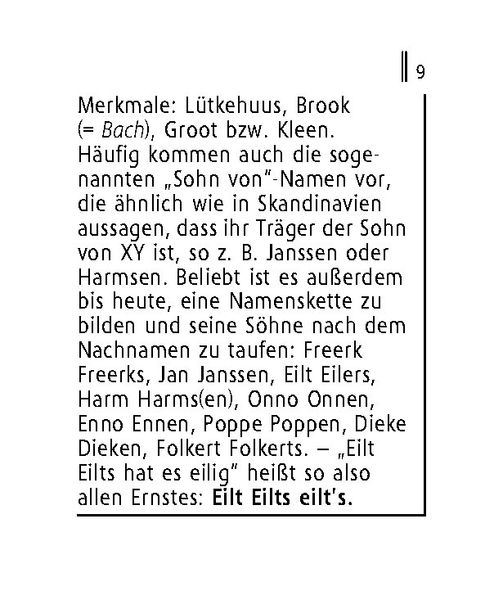 9
Merkmale: Lütkehuus, Brook
(= Bach), Groot bzw. Kleen.
Häufig kommen auch die soge-
nannten „Sohn von“-Namen vor,
die ähnlich wie in Skandinavien
aussagen, dass ihr Träger der Sohn
von XY ist, so z. B. Janssen oder
Harmsen. Beliebt ist es außerdem
bis heute, eine Namenskette zu
bilden und seine Söhne nach dem
Nachnamen zu taufen: Freerk
Freerks, Jan Janssen, Eilt Eilers,
Harm Harms(en), Onno Onnen,
Enno Ennen, Poppe Poppen, Dieke
Dieken, Folkert Folkerts. – „Eilt
Eilts hat es eilig“ heißt so also
allen Ernstes: Eilt Eilts eilt's.